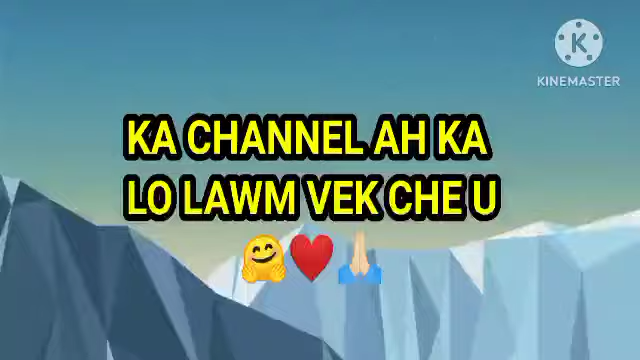 K
KINEMASTER
KA CHANNEL AH KA
LO LAWM VEK CHE U
🤗❤️🙏🏻